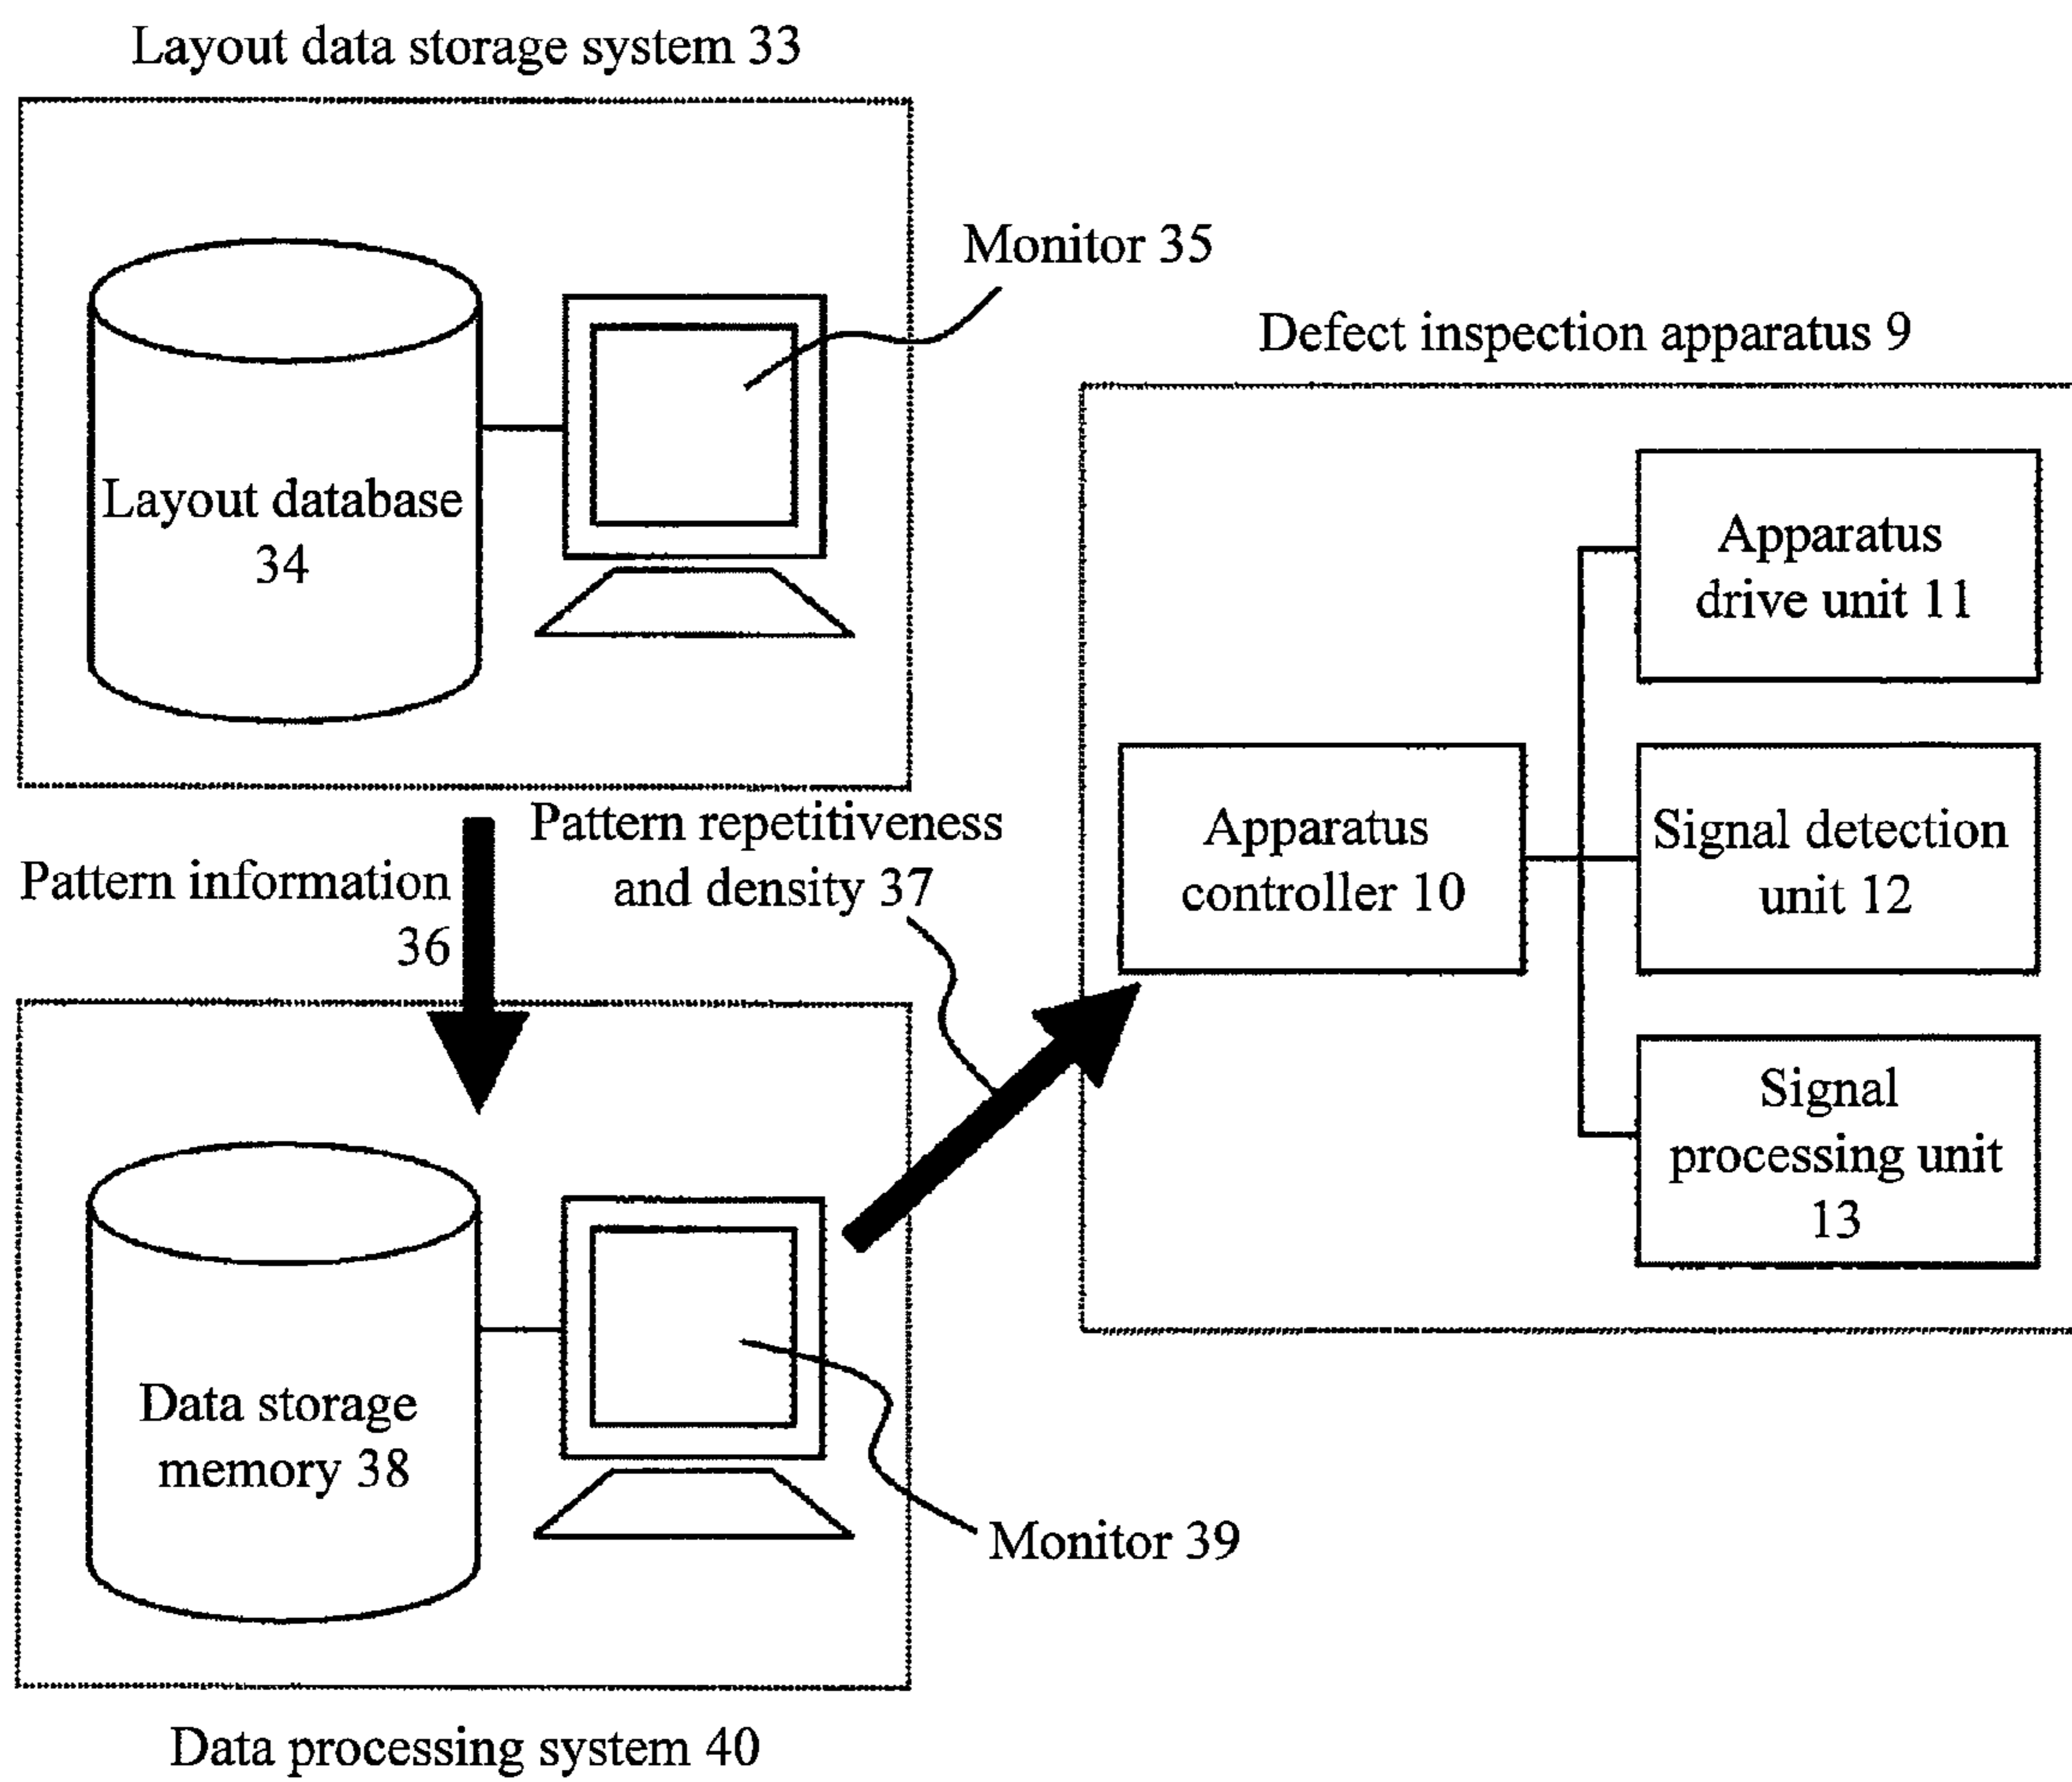 Layout data storage system 33
Monitor 35
Layout database
34
Defect inspection apparatus 9
Apparatus
drive unit 11
Apparatus
controller 10
Signal detection
unit 12
Signal
processing unit
13
Pattern information
36
Pattern repetitiveness
and density 37
Data storage
memory 38
Monitor 39
Data processing system 40